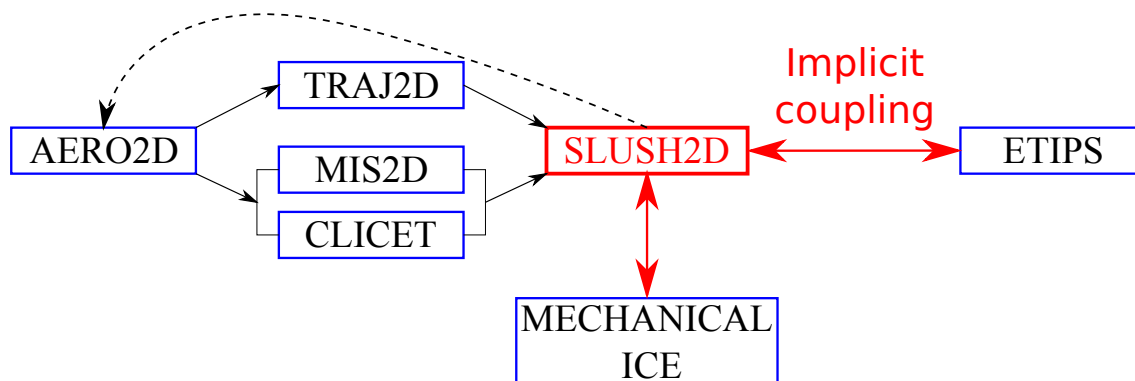 TRAJ2D
Implicit
coupling
AERO2D
MIS2D
SLUSH2D
ETIPS
CLICET
MECHANICAL
ICE